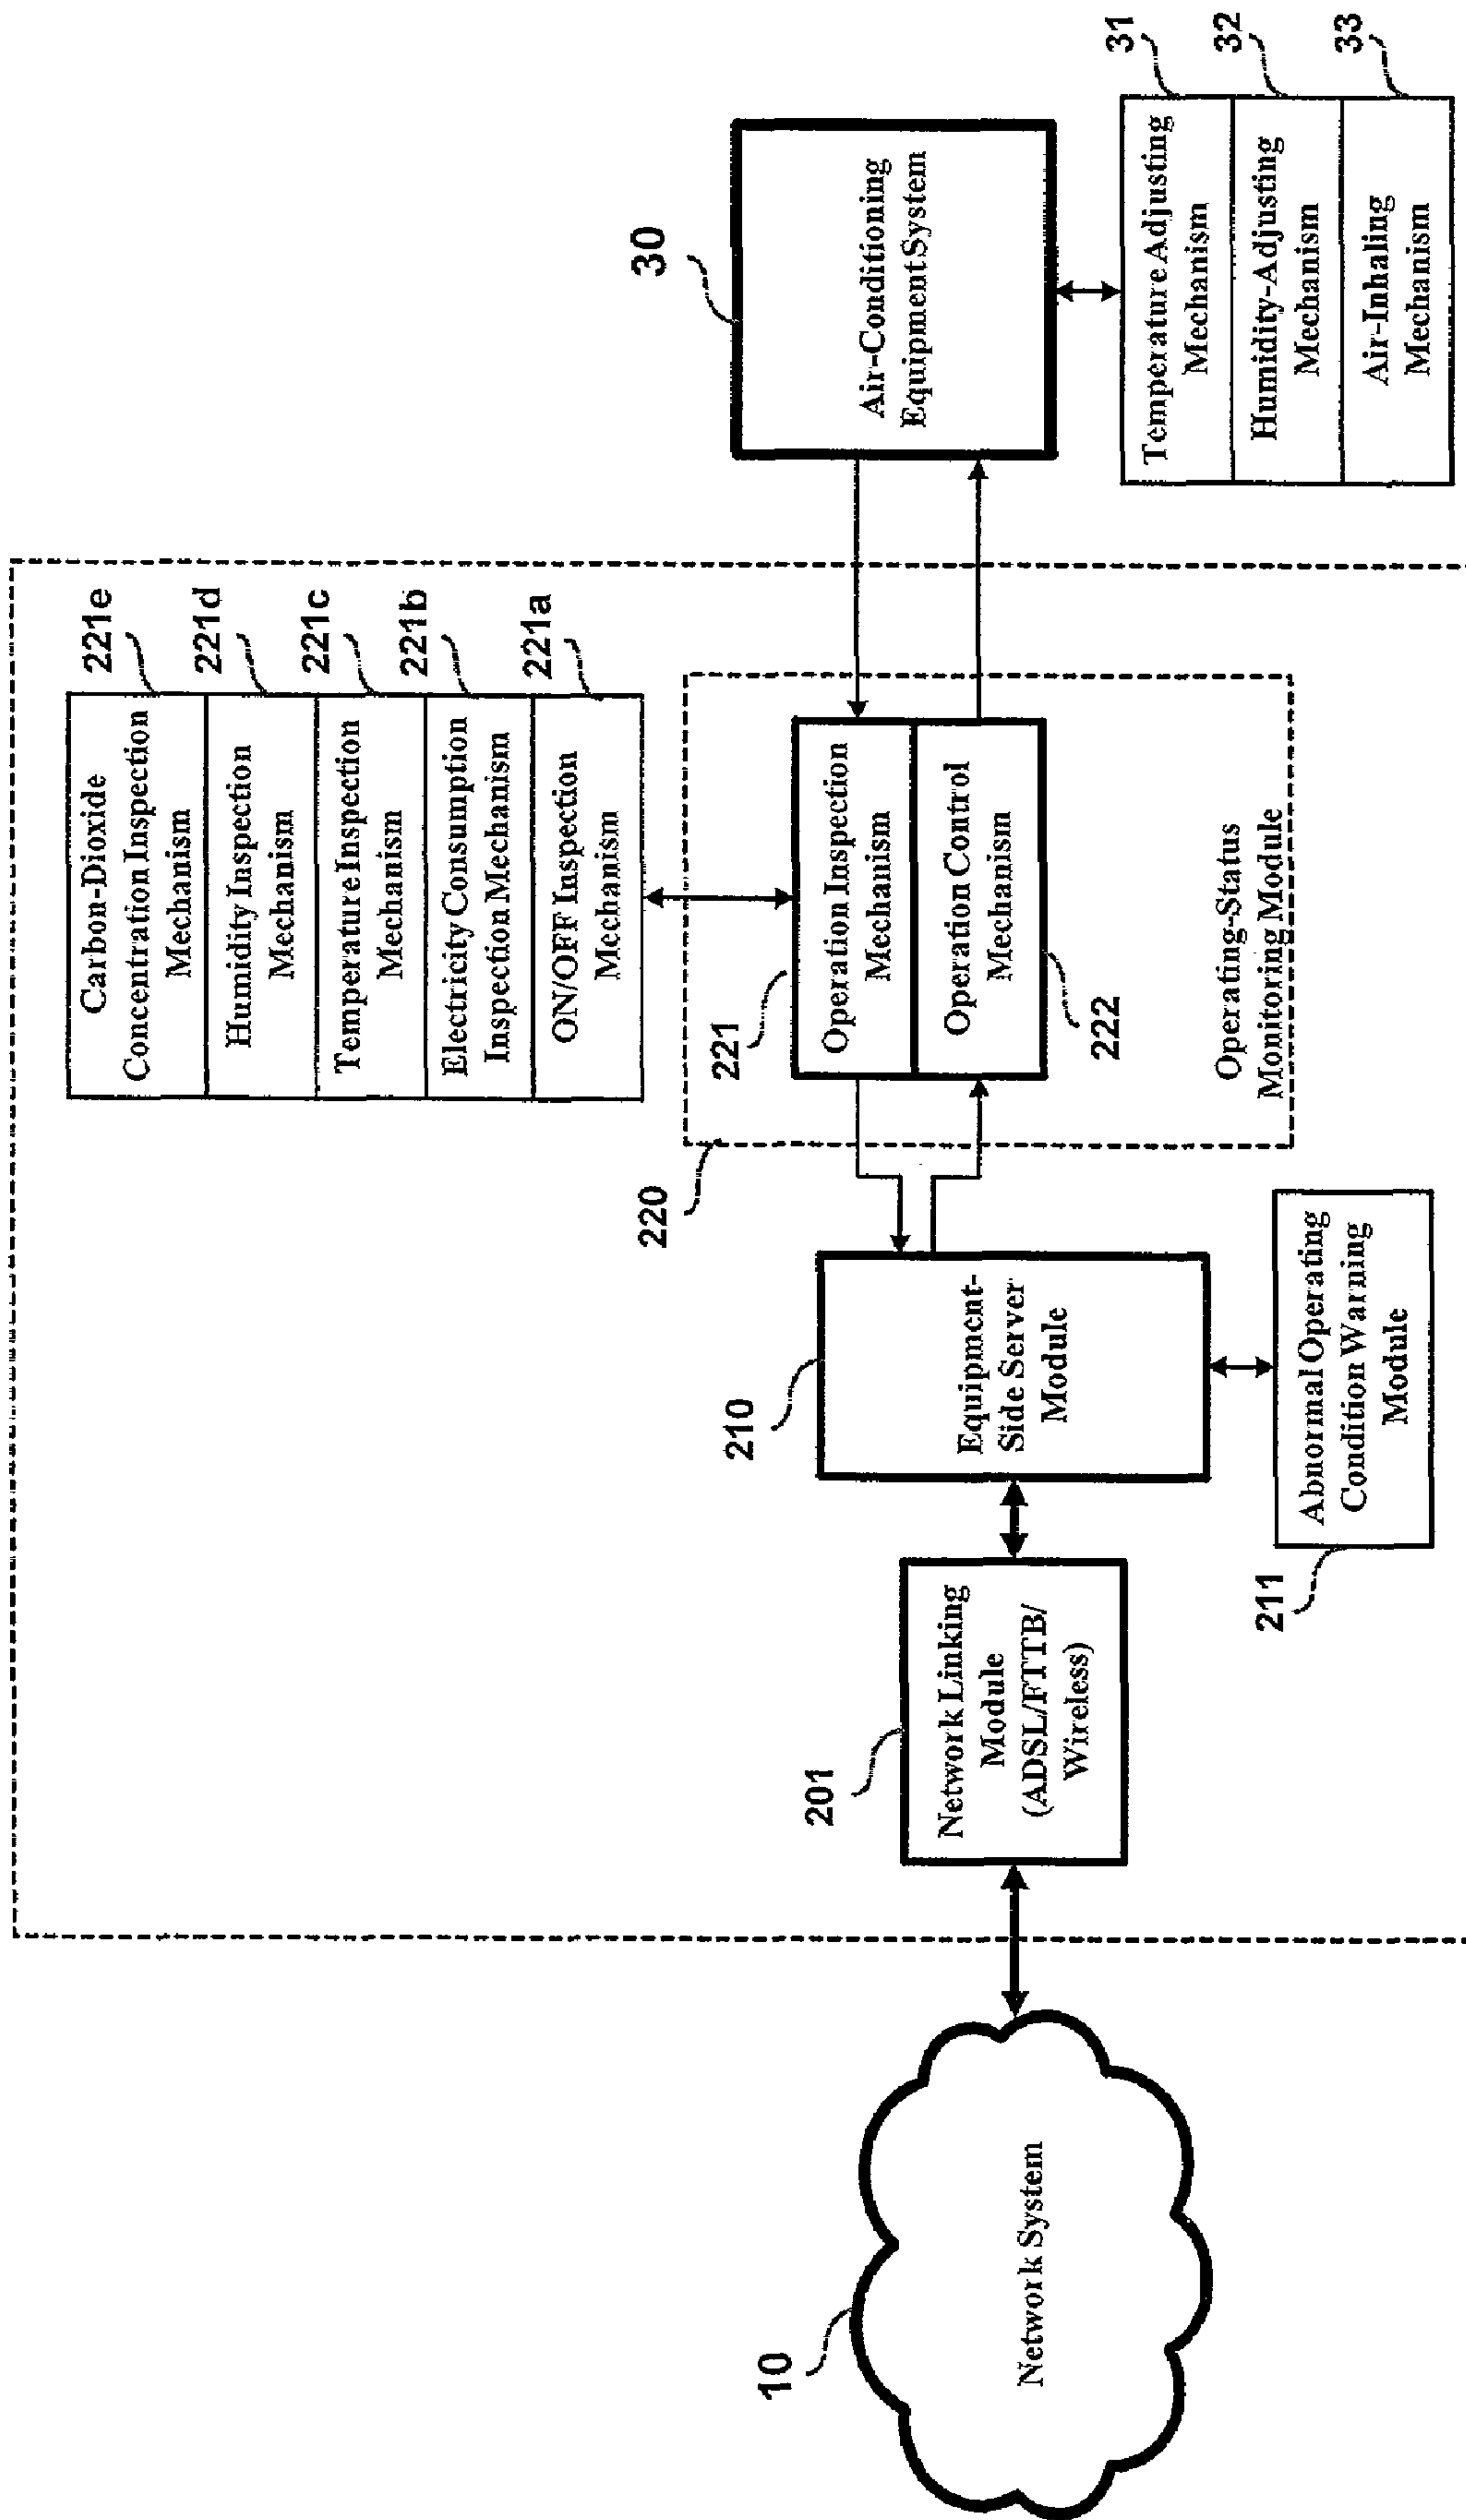 221e
Carbon-Dioxide
Concentration Inspection
Mechanism
221d
Humidity Inspection
Mechanism
221c
Temperature Inspection
Mechanism
221b
Electricity Consumption
Inspection Mechanism
221a
ON/OFF Inspection
Mechanism
10
Network System
201
Network Linking
Module
(ADSL/FTTB/
Wireless)
210
Equipment-
Side Server
Module
211
Abnormal Operating
Condition Warning
Module
220
221
Operation Inspection
Mechanism
Operation Control
Mechanism
222
Operating-Status
Monitoring Module
30
Air-Conditioning
Equipment System
Temperature Adjusting
Mechanism
31
Humidity-Adjusting
Mechanism
32
Air-Inhaling
Mechanism
33